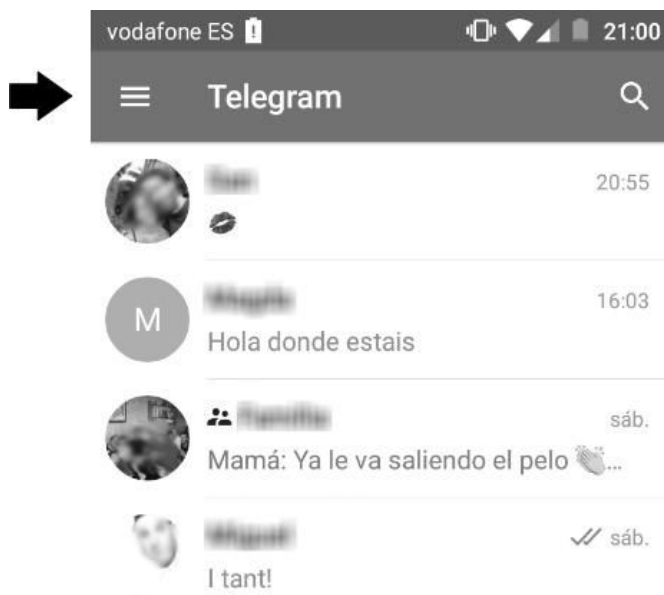 vodafone ES 21:00
Telegram
20:55
M 16:03
Hola donde estais
sáb.
Mamá: Ya le va saliendo el pelo 👏...
sáb.
I tant!